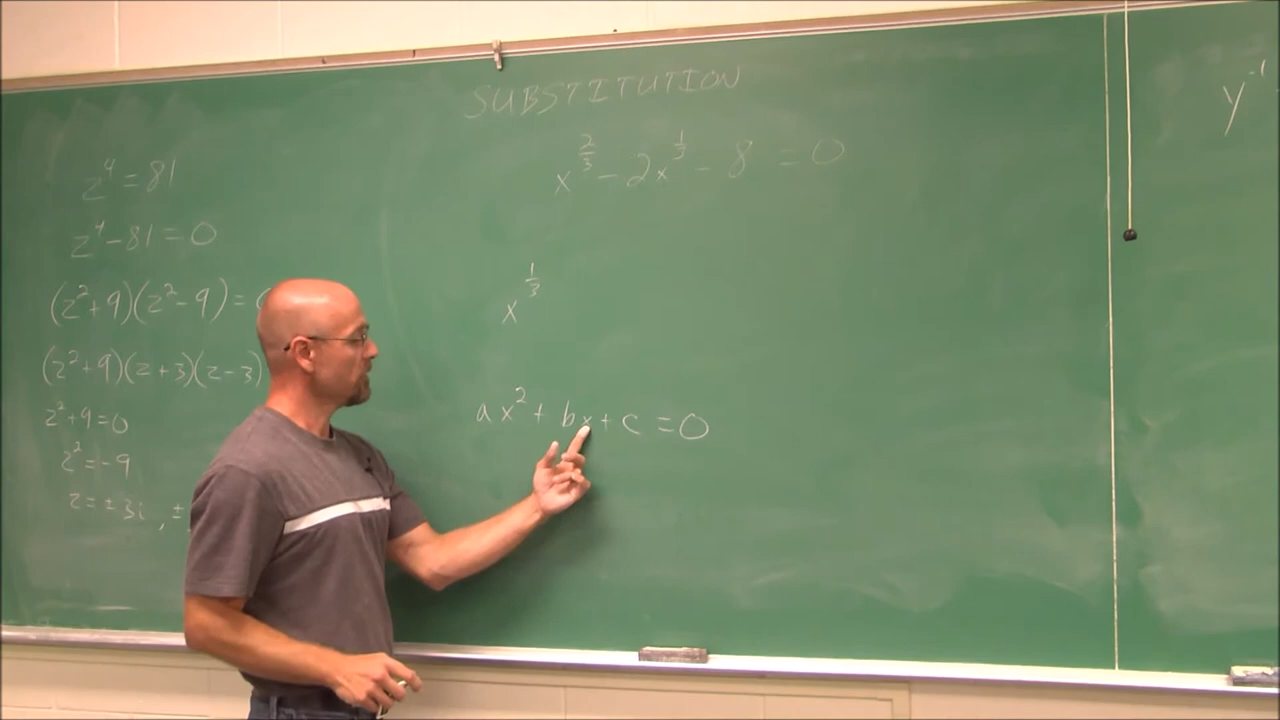 SUBSTITUTION
x^{2/3} - 2x^{1/3} - 8 = 0
x^{1/3}
ax² + bx + c = 0
z⁴ = 81
z⁴ - 81 = 0
(z² + 9)(z² - 9) =
(z² + 9)(z + 3)(z - 3)
z² + 9 = 0
z² = -9
z = ± 3i , ±
y⁻¹